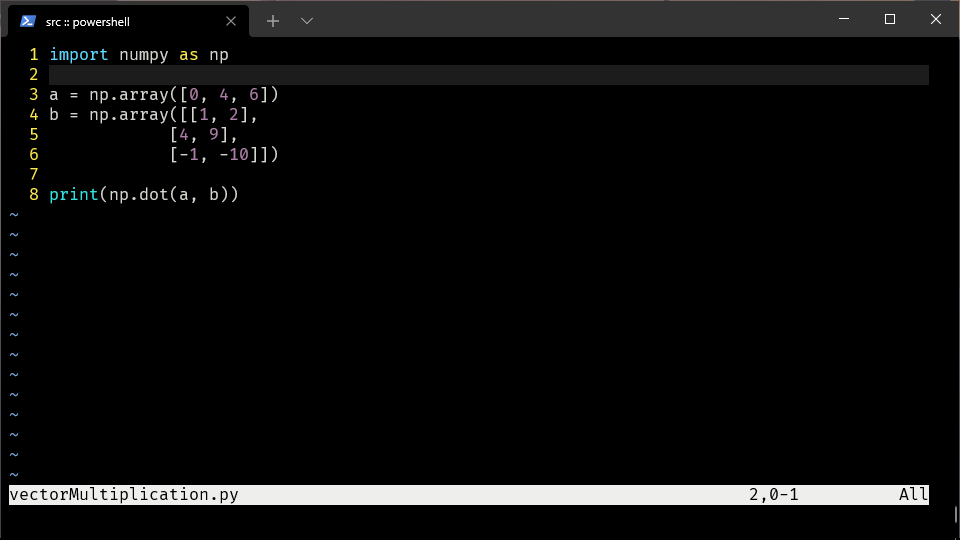 src :: powershell
1 import numpy as np
2
3 a = np.array([0, 4, 6])
4 b = np.array([[1, 2],
5             [4, 9],
6             [-1, -10]])
7
8 print(np.dot(a, b))
~
~
~
~
~
~
~
~
~
~
~
~
~
~
vectorMultiplication.py 2,0-1 All